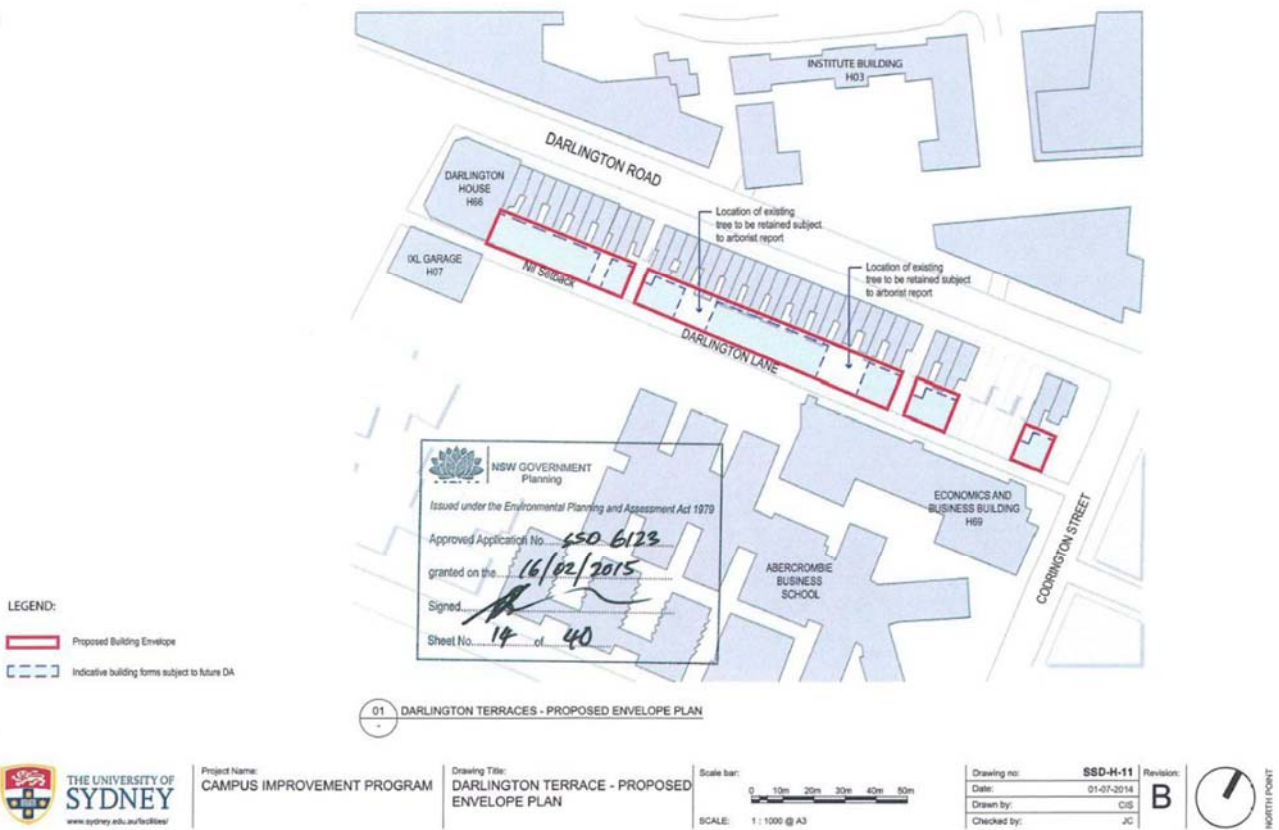 INSTITUTE BUILDING
H03
DARLINGTON ROAD
DARLINGTON
HOUSE
H66
Location of existing
tree to be retained subject
to arborist report
IXL GARAGE
H07
Nil Setback
Location of existing
tree to be retained subject
to arborist report
DARLINGTON LANE
NSW GOVERNMENT
Planning
Issued under the Environmental Planning and Assessment Act 1979
Approved Application No. SSD 6123
granted on the 16/02/2015
Signed
Sheet No. 14 of 40
ECONOMICS AND
BUSINESS BUILDING
H69
ABERCROMBIE
BUSINESS
SCHOOL
CODRINGTON STREET
LEGEND:
Proposed Building Envelope
Indicative building forms subject to future DA
01 DARLINGTON TERRACES - PROPOSED ENVELOPE PLAN
-
THE UNIVERSITY OF
SYDNEY
www.sydney.edu.au/facilities/
Project Name:
CAMPUS IMPROVEMENT PROGRAM
Drawing Title:
DARLINGTON TERRACE - PROPOSED
ENVELOPE PLAN
Scale bar:
0 10m 20m 30m 40m 50m
SCALE: 1 : 1000 @ A3
Drawing no: SSD-H-11
Date: 01-07-2014
Drawn by: CIS
Checked by: JC
Revision:
B
NORTH POINT